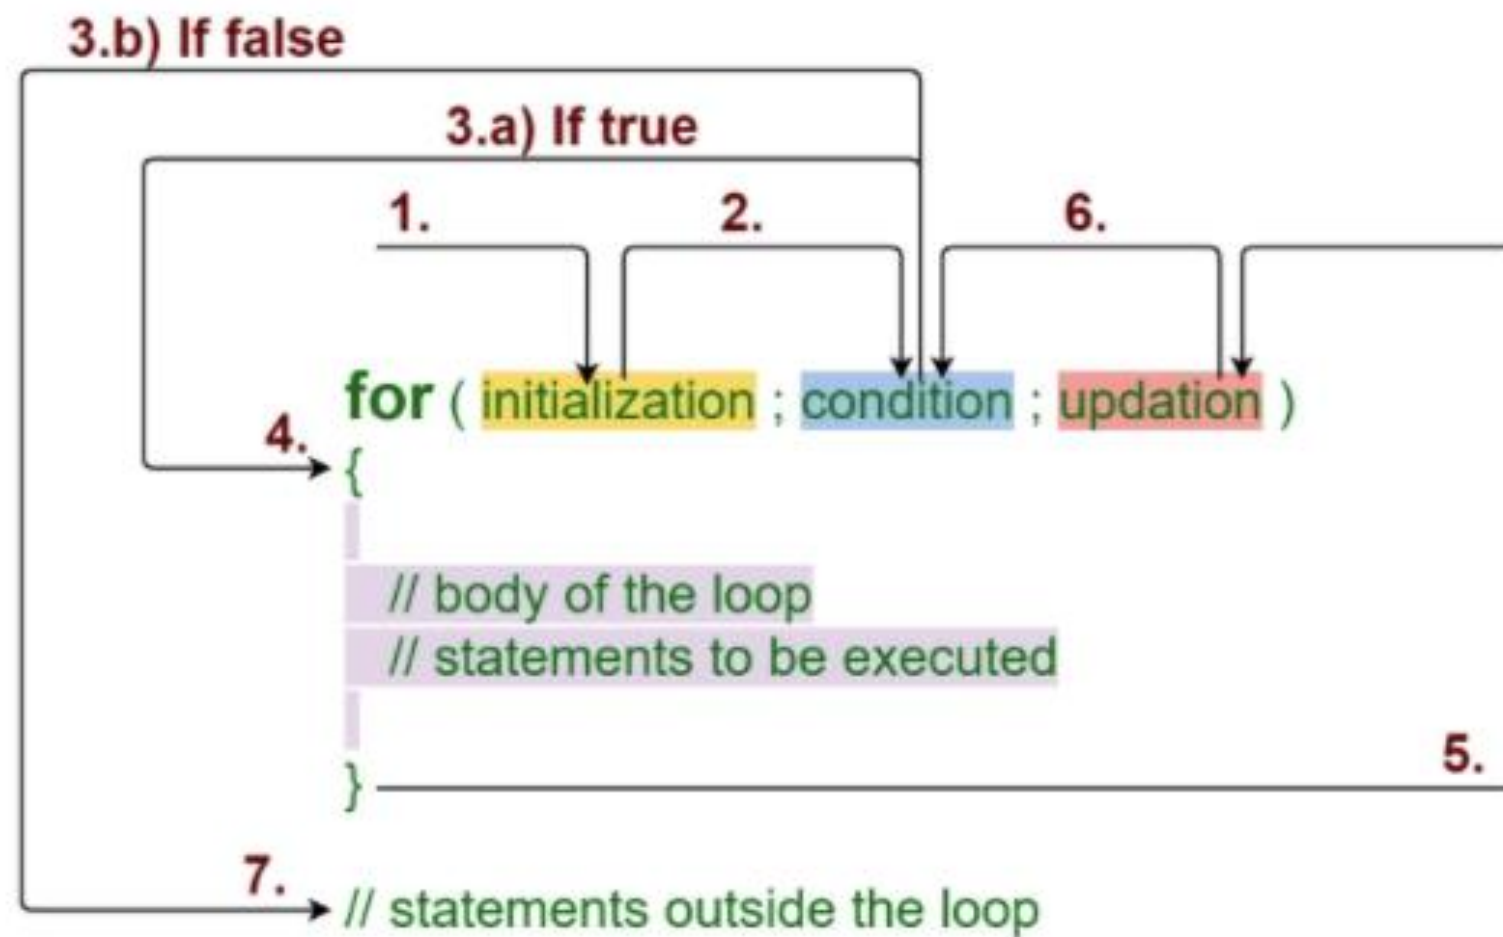 3.b) If false
3.a) If true
1. 2. 6.
for ( initialization ; condition ; updation )
4.
{
// body of the loop
// statements to be executed
5.
}
7.
// statements outside the loop